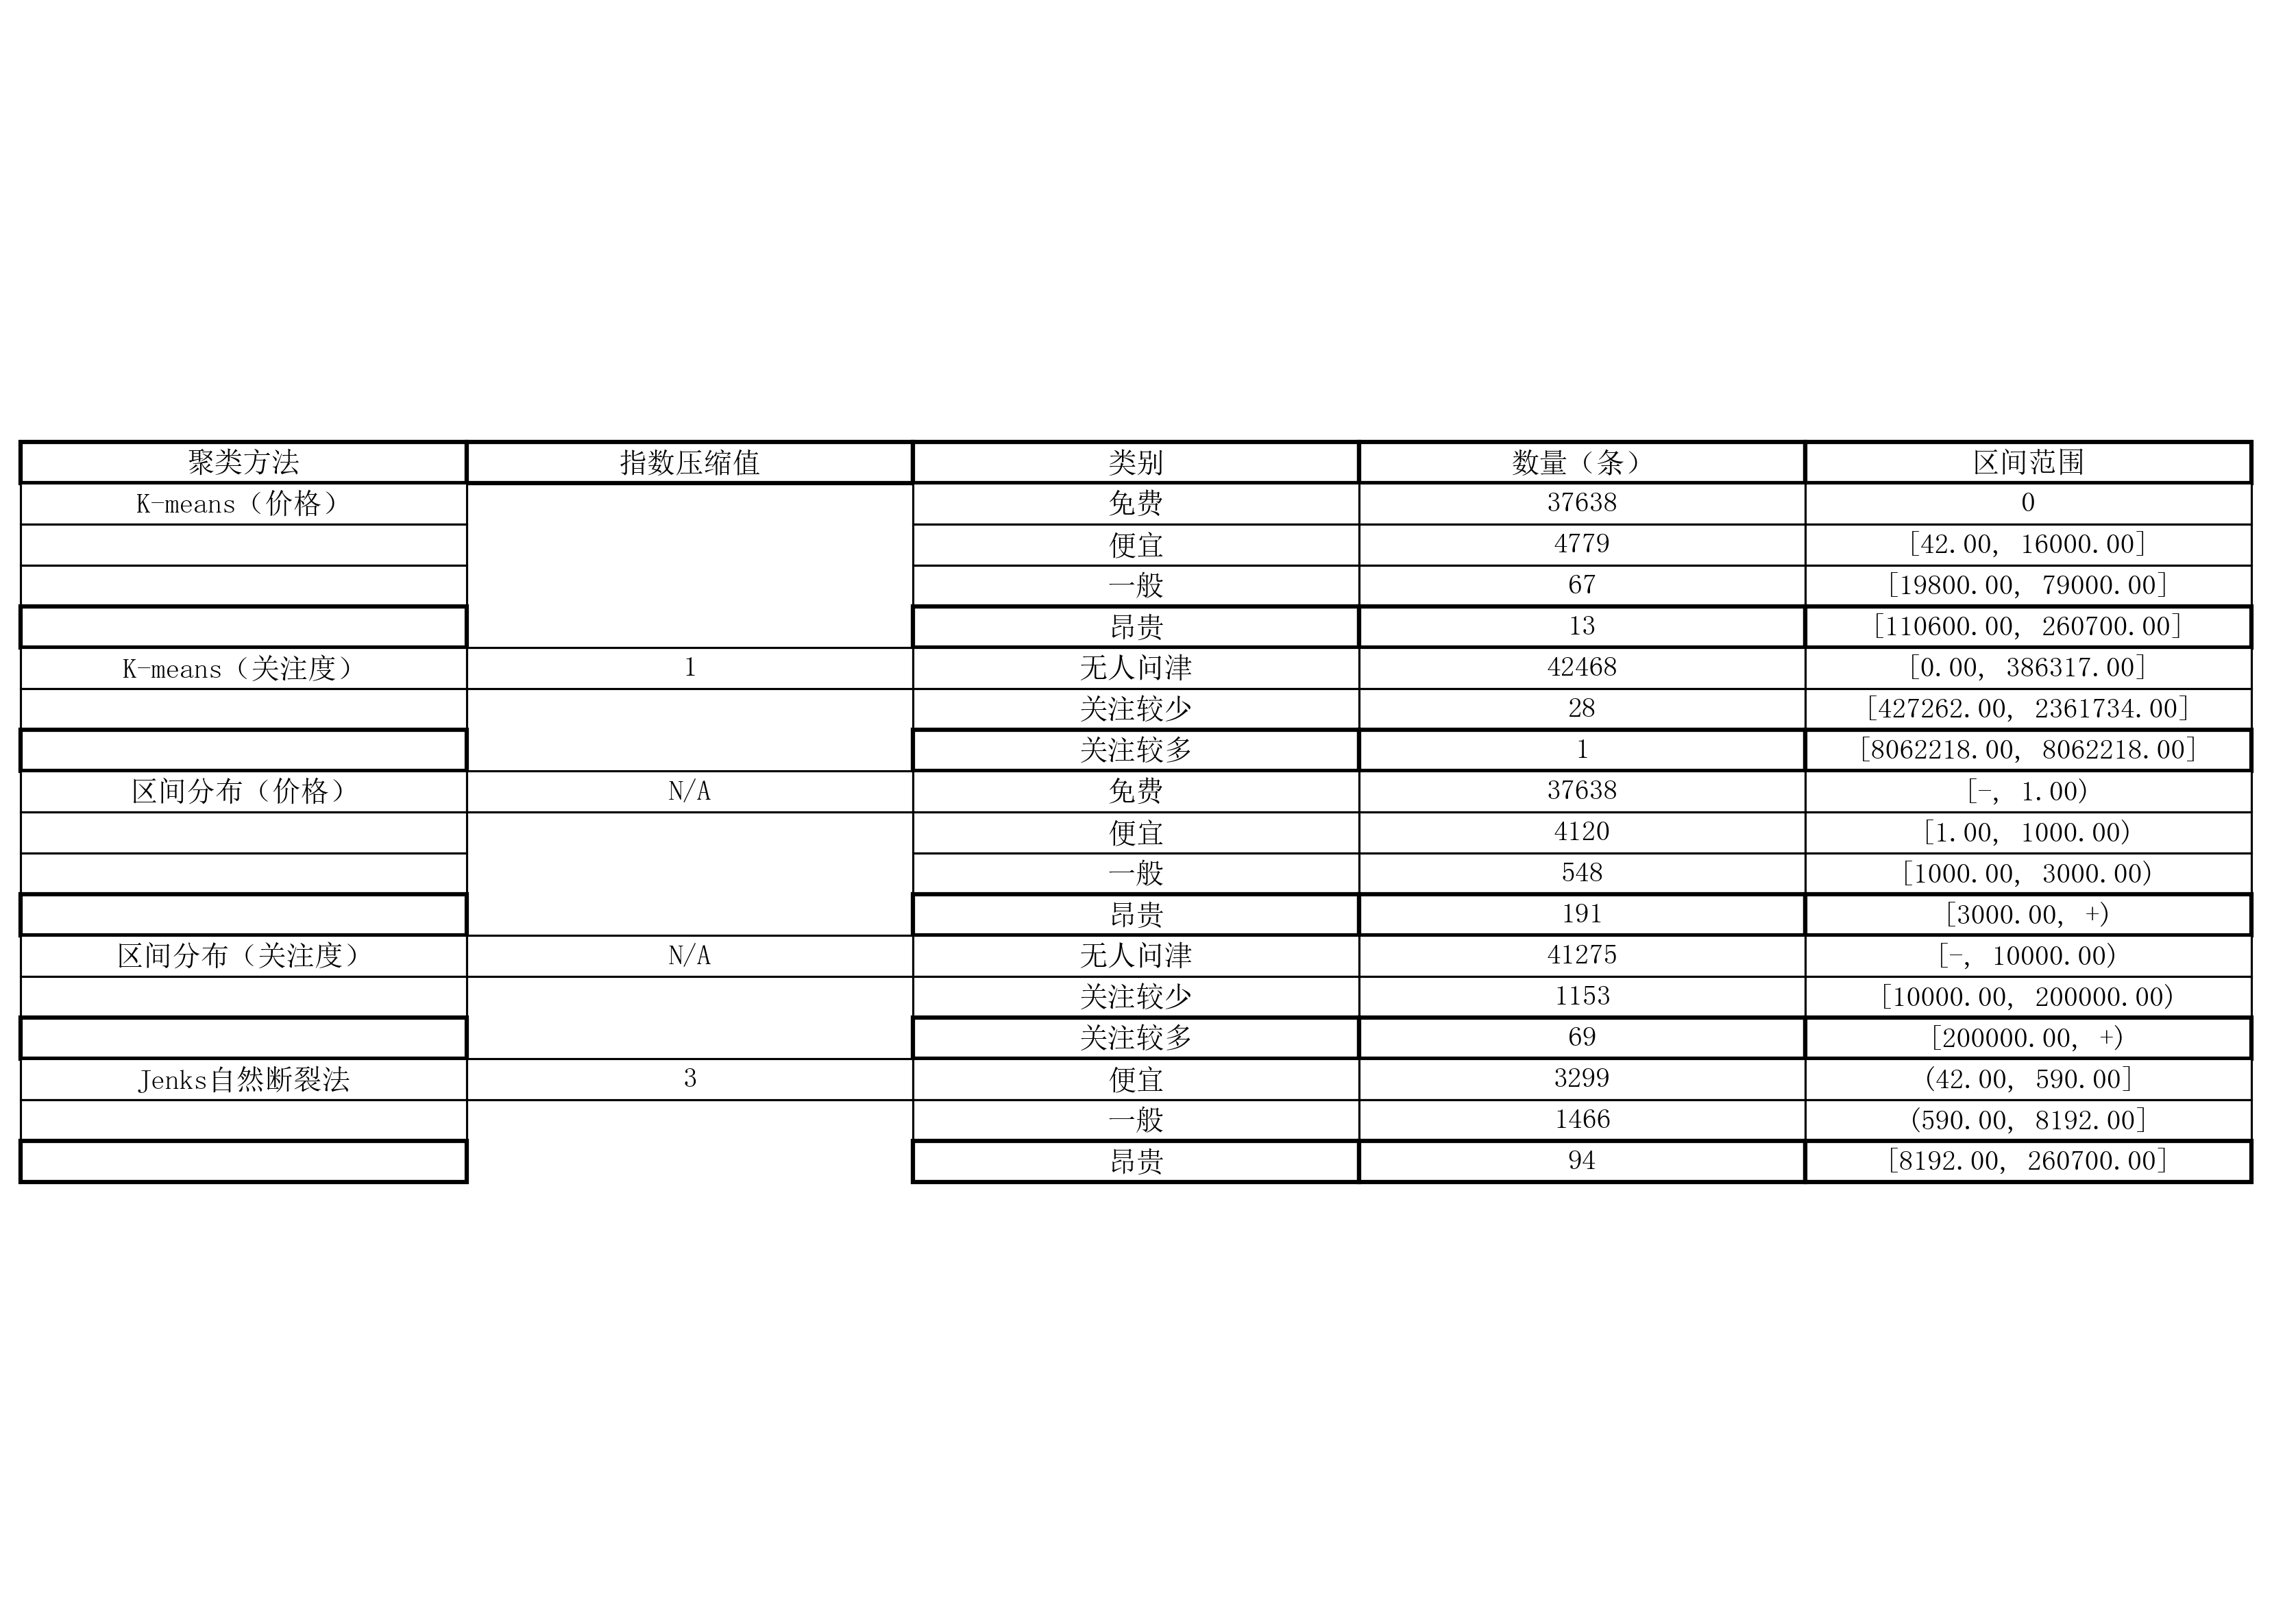 聚类方法 指数压缩值 类别 数量（条） 区间范围
K-means（价格） 免费 37638 0
便宜 4779 [42.00, 16000.00]
一般 67 [19800.00, 79000.00]
昂贵 13 [110600.00, 260700.00]
K-means（关注度） 1 无人问津 42468 [0.00, 386317.00]
关注较少 28 [427262.00, 2361734.00]
关注较多 1 [8062218.00, 8062218.00]
区间分布（价格） N/A 免费 37638 [-, 1.00)
便宜 4120 [1.00, 1000.00)
一般 548 [1000.00, 3000.00)
昂贵 191 [3000.00, +)
区间分布（关注度） N/A 无人问津 41275 [-, 10000.00)
关注较少 1153 [10000.00, 200000.00)
关注较多 69 [200000.00, +)
Jenks自然断裂法 3 便宜 3299 (42.00, 590.00]
一般 1466 (590.00, 8192.00]
昂贵 94 [8192.00, 260700.00]